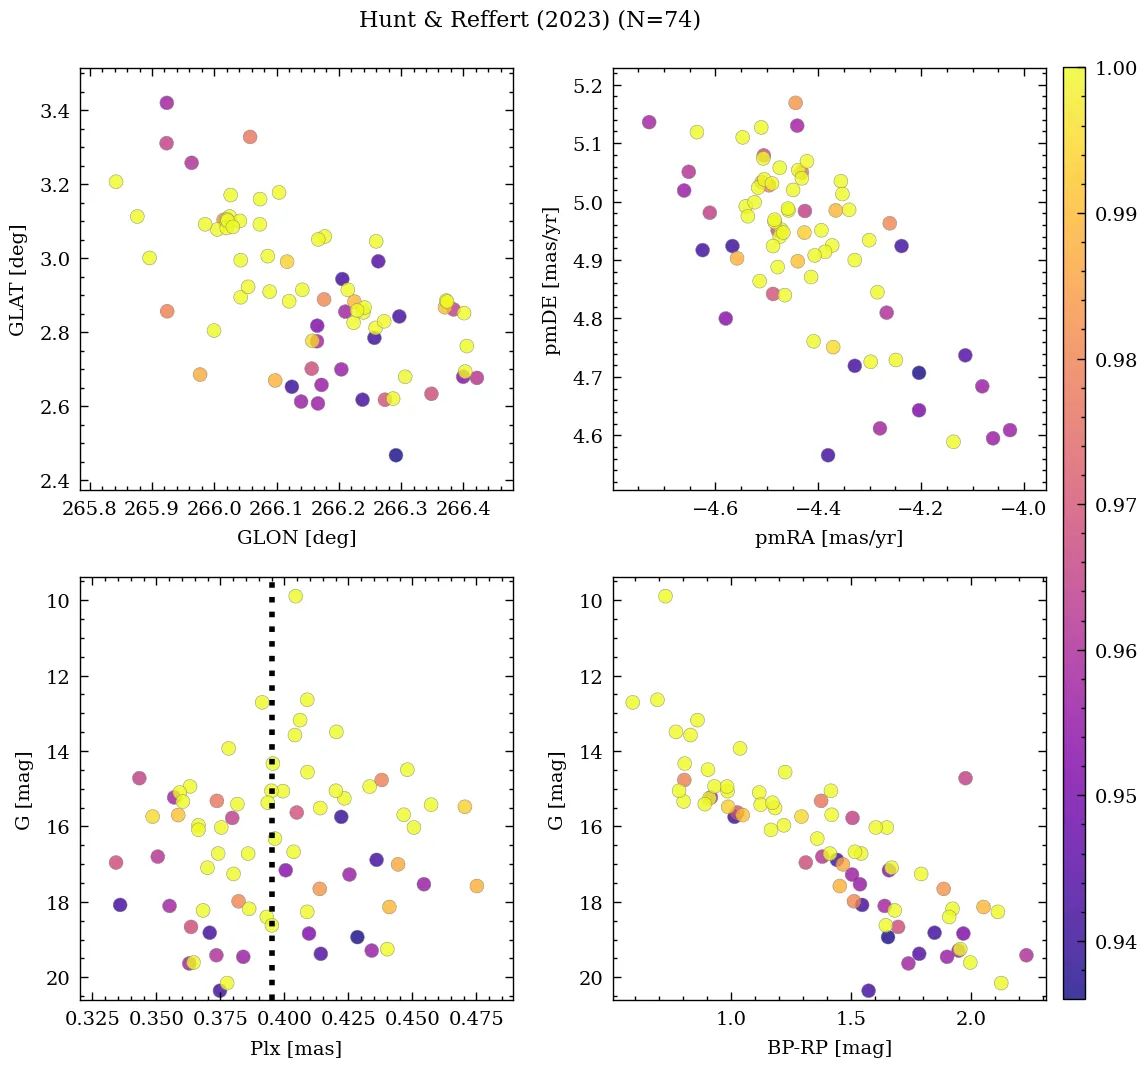 Hunt & Reffert (2023) (N=74)
3.4
3.2
3.0
2.8
2.6
2.4
GLAT [deg]
265.8 265.9 266.0 266.1 266.2 266.3 266.4
GLON [deg]
5.2
5.1
5.0
4.9
4.8
4.7
4.6
pmDE [mas/yr]
−4.6 −4.4 −4.2 −4.0
pmRA [mas/yr]
10
12
14
16
18
20
G [mag]
0.325 0.350 0.375 0.400 0.425 0.450 0.475
Plx [mas]
10
12
14
16
18
20
G [mag]
1.0 1.5 2.0
BP-RP [mag]
1.00
0.99
0.98
0.97
0.96
0.95
0.94